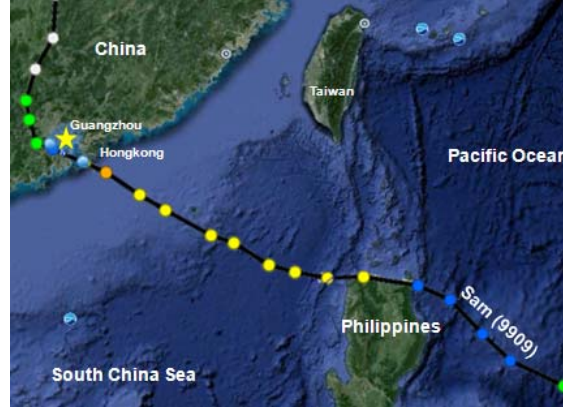 China
Taiwan
Guangzhou
Hongkong
Pacific Ocean
Sam (9909)
Philippines
South China Sea